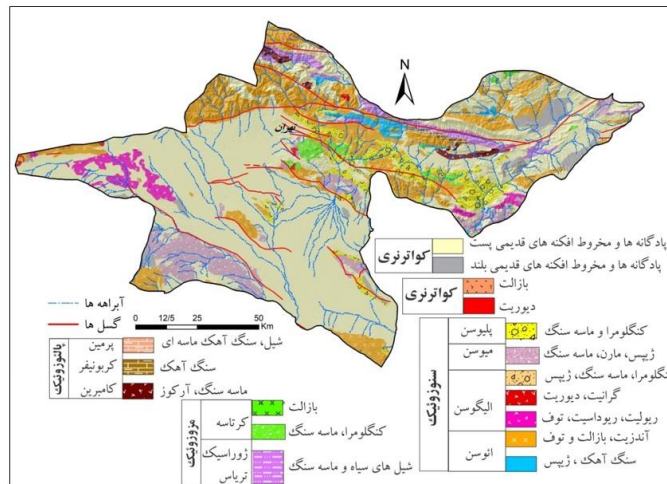 N
تهران
پادگانه ها و مخروط افکنه های قدیمی پست
پادگانه ها و مخروط افکنه های قدیمی بلند
کواترنری
بازالت
دیوریت
کواترنری
آبراهه ها
گسل ها
0 12/5 25 50
Km
پالئوزوئیک
پرمین
شیل، سنگ آهک ماسه ای
کربونیفر
سنگ آهک
کامبرین
ماسه سنگ، آرکوز
مزوزوئیک
کرتاسه
بازالت
کنگلومرا، ماسه سنگ
ژوراسیک
تریاس
شیل های سیاه و ماسه سنگ
سنوزوئیک
پلیوسن
کنگلومرا و ماسه سنگ
میوسن
ژیپس، مارن، ماسه سنگ
الیگوسن
کنگلومرا، ماسه سنگ، ژیپس
گرانیت، دیوریت
ریولیت، ریوداسیت، توف
ائوسن
آندزیت، بازالت و توف
سنگ آهک، ژیپس